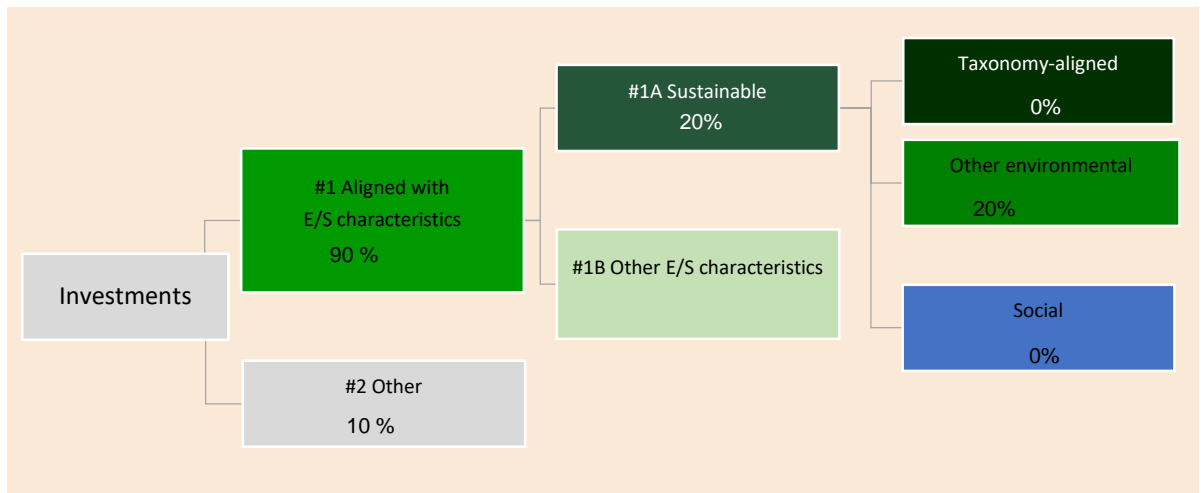 Investments
#1 Aligned with
E/S characteristics
90 %
#2 Other
10 %
#1A Sustainable
20%
#1B Other E/S characteristics
Taxonomy-aligned
0%
Other environmental
20%
Social
0%